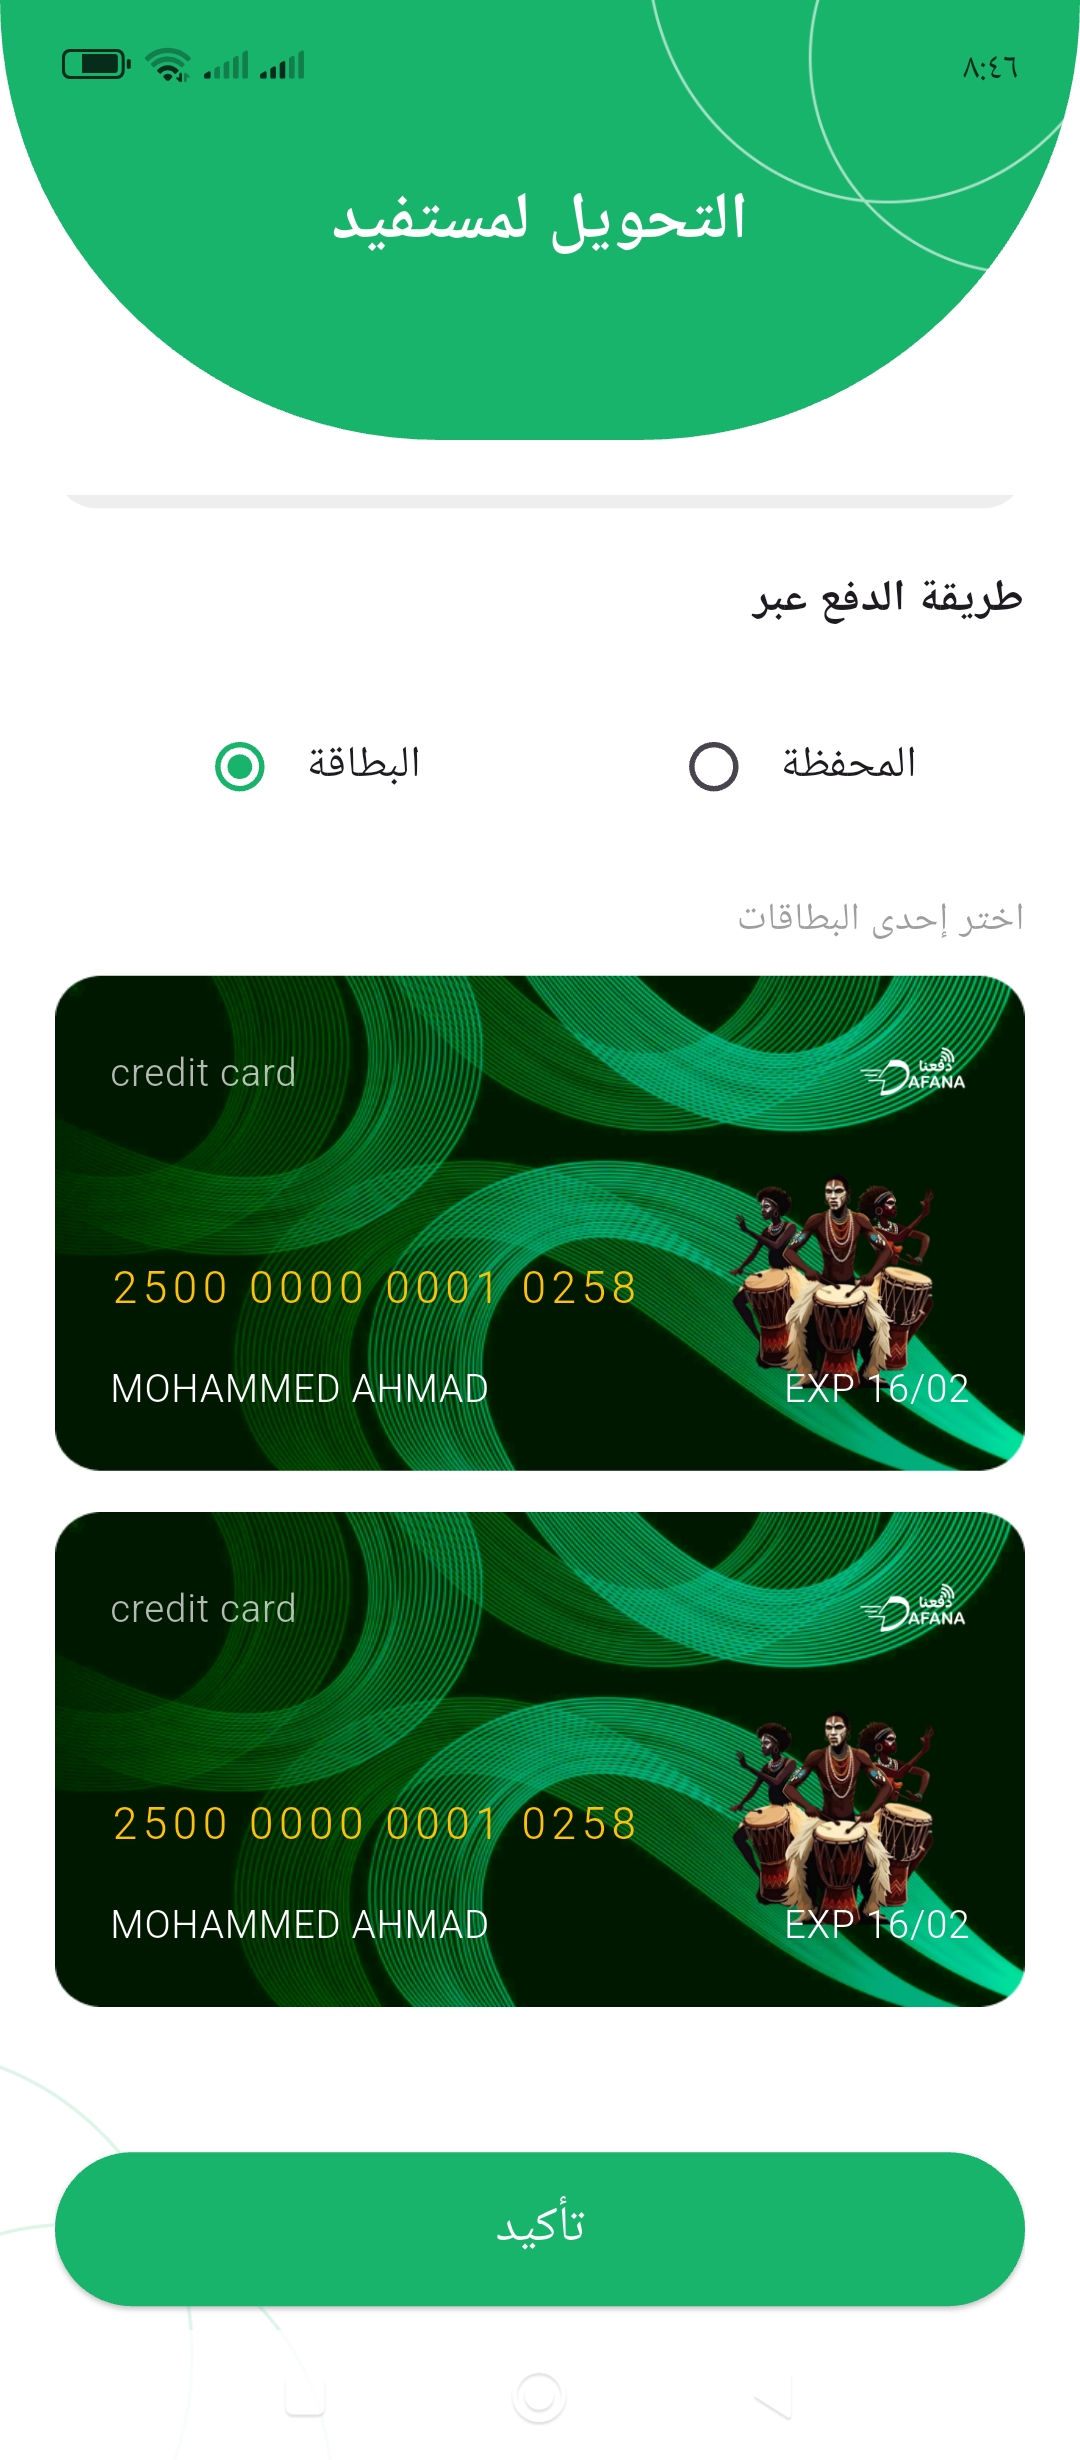 ٨:٤٦
التحويل لمستفيد
طريقة الدفع عبر
المحفظة
البطاقة
اختر إحدى البطاقات
credit card
دفعنا
DAFANA
2500 0000 0001 0258
MOHAMMED AHMAD
EXP 16/02
credit card
دفعنا
DAFANA
2500 0000 0001 0258
MOHAMMED AHMAD
EXP 16/02
تأكيد